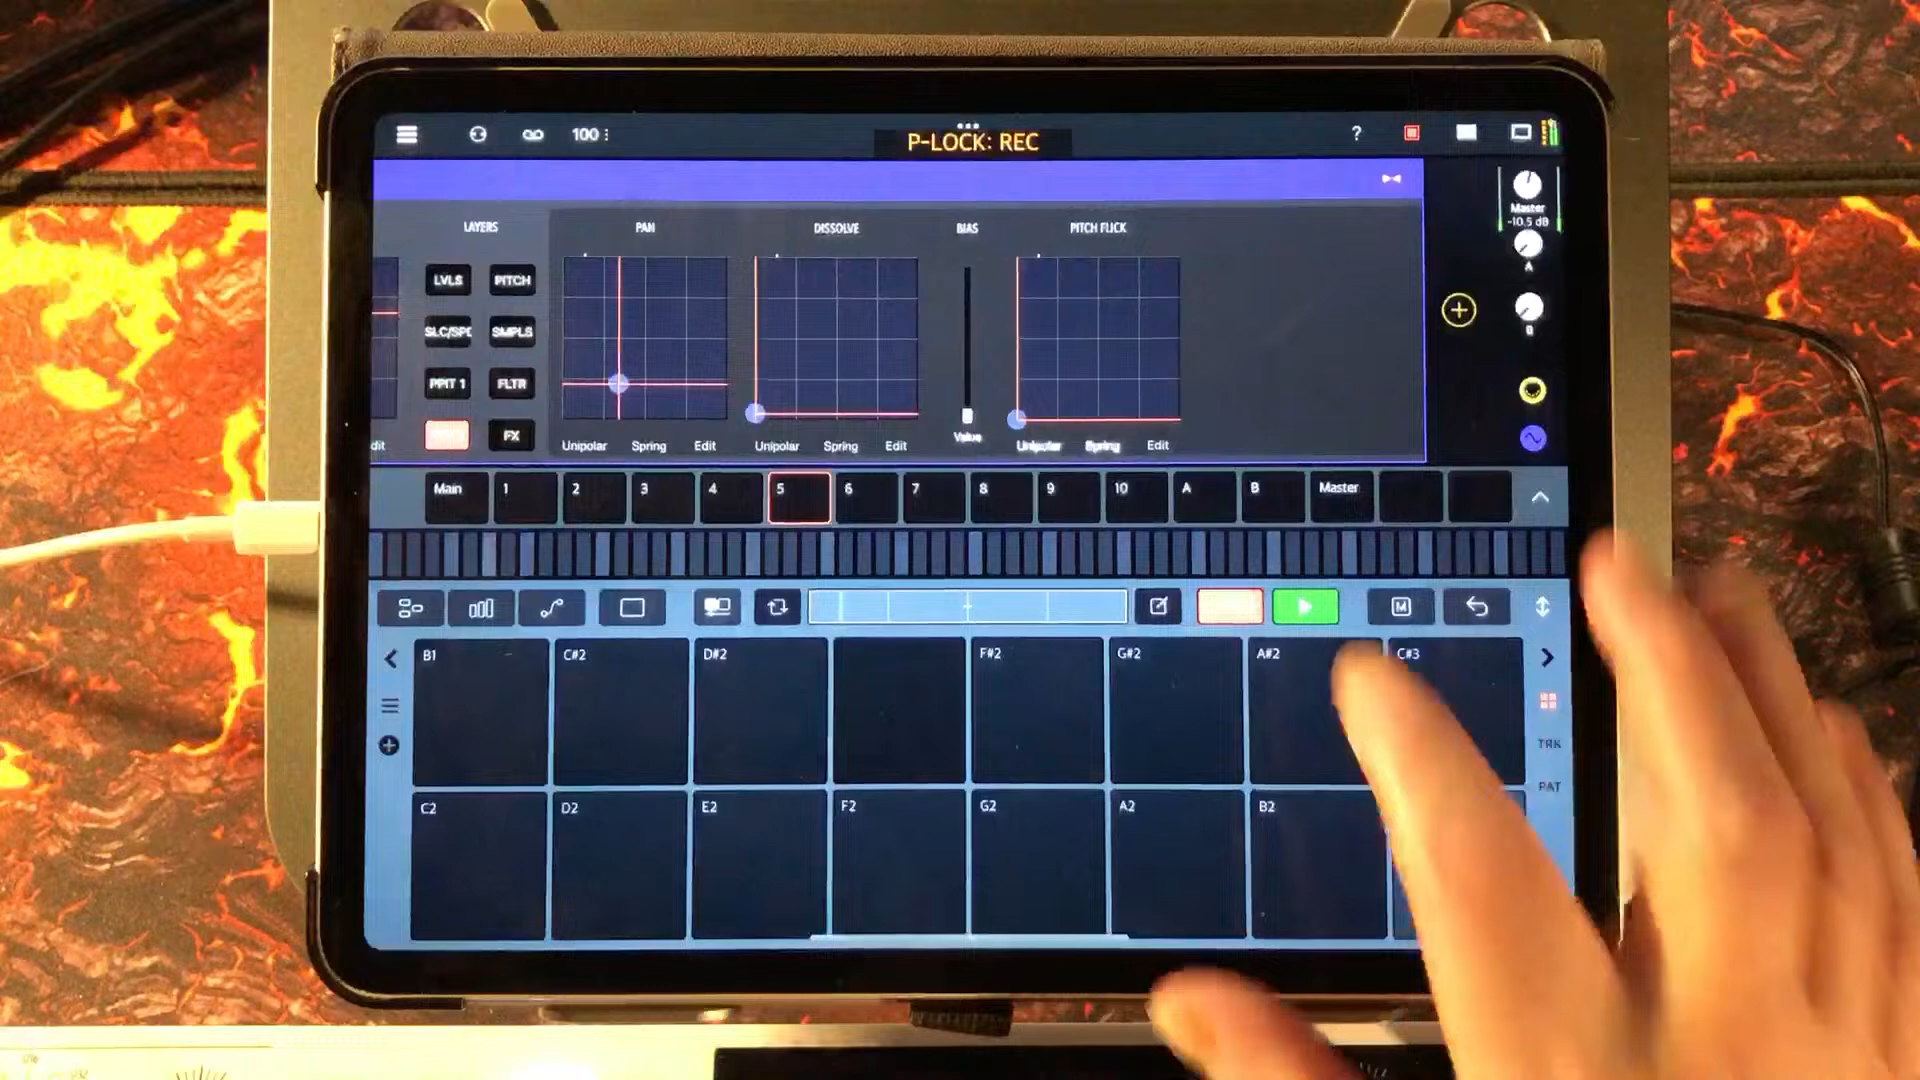 100 ⁝
P-LOCK: REC
?
LAYERS
PAN
DISSOLVE
BIAS
PITCH FLICK
LVLS
PITCH
SLC/SPD
SMPLS
PPIT 1
FLTR
FX
dit
Unipolar
Spring
Edit
Unipolar
Spring
Edit
Value
Unipolar
Spring
Edit
Master
-10.5 dB
A
B
Main
1
2
3
4
5
6
7
8
9
10
A
B
Master
M
B1
C#2
D#2
F#2
G#2
A#2
C#3
TRK
PAT
C2
D2
E2
F2
G2
A2
B2